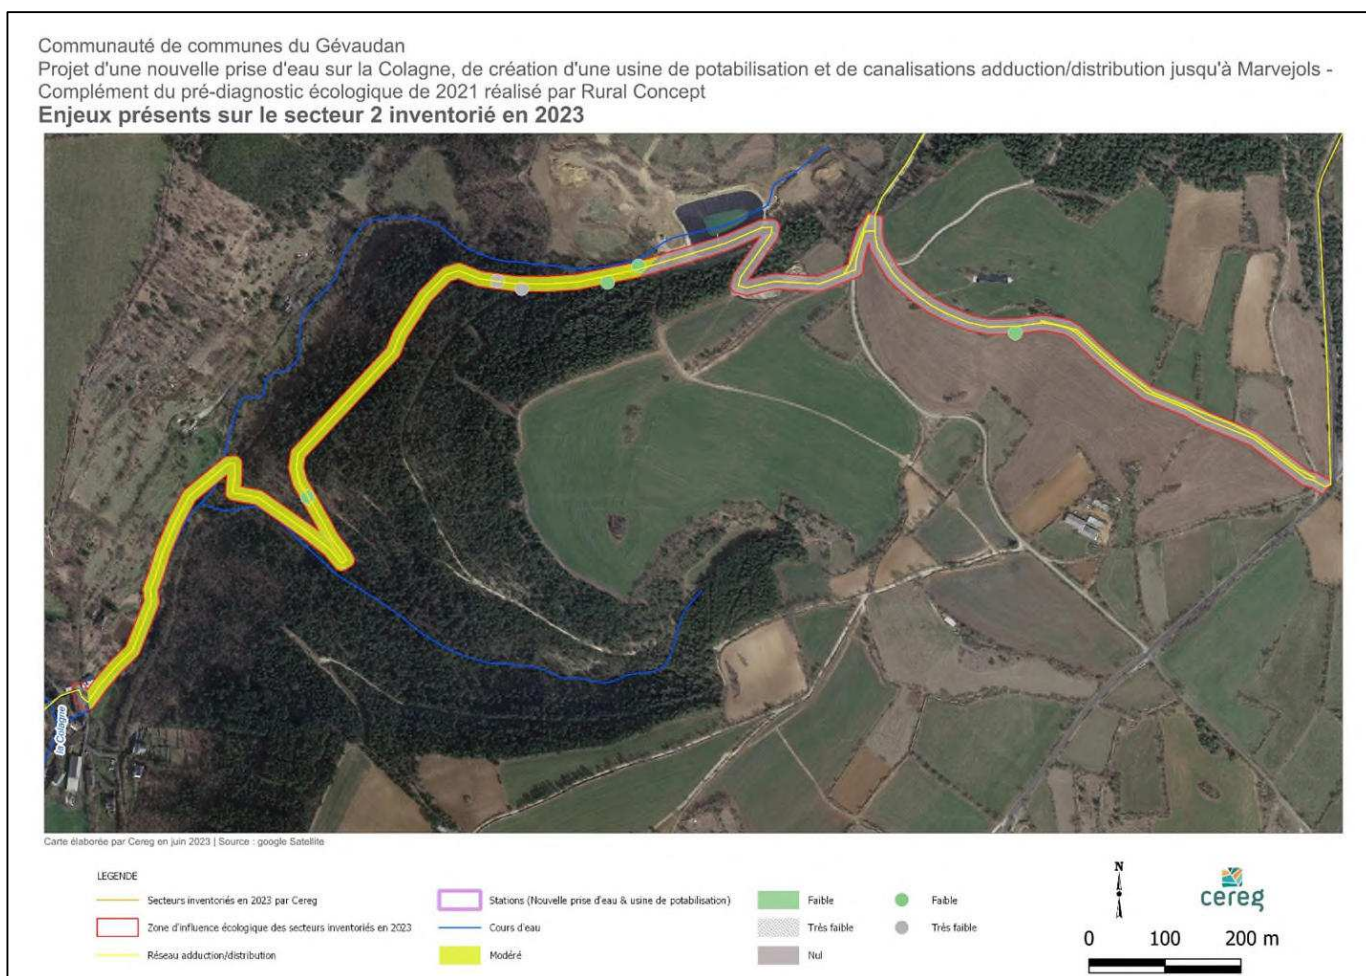 Communauté de communes du Gévaudan
Projet d'une nouvelle prise d'eau sur la Colagne, de création d'une usine de potabilisation et de canalisations adduction/distribution jusqu'à Marvejols -
Complément du pré-diagnostic écologique de 2021 réalisé par Rural Concept
Enjeux présents sur le secteur 2 inventorié en 2023
la Colagne
Carte élaborée par Cereg en juin 2023 | Source : google Satellite
LEGENDE
Secteurs inventoriés en 2023 par Cereg
Zone d'influence écologique des secteurs inventoriés en 2023
Réseau adduction/distribution
Stations (Nouvelle prise d'eau & usine de potabilisation)
Cours d'eau
Modéré
Faible
Très faible
Nul
Faible
Très faible
N
cereg
0 100 200 m